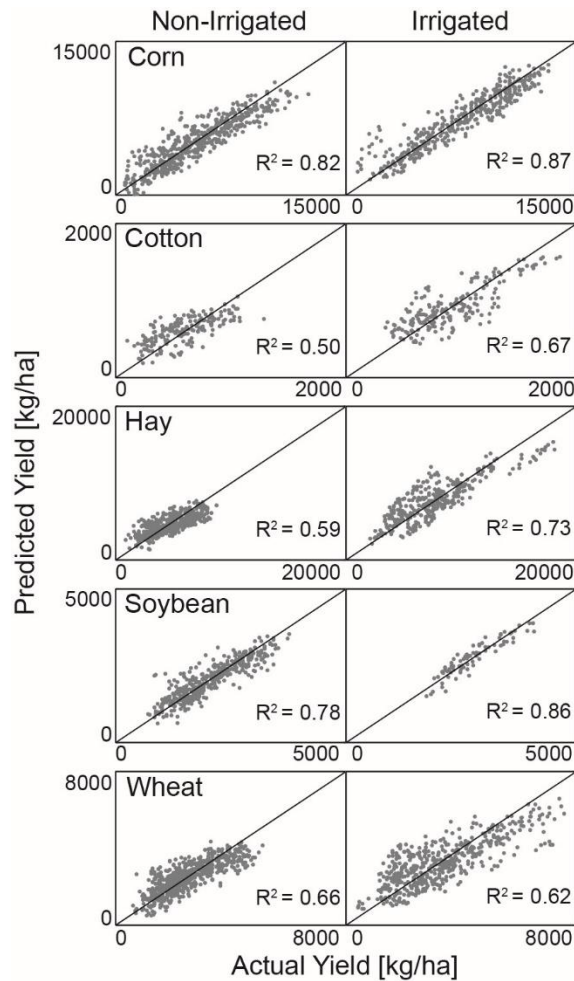 Non-Irrigated Irrigated
15000 Corn
R² = 0.82 R² = 0.87
0
0 15000 0 15000
2000 Cotton
R² = 0.50 R² = 0.67
0
0 2000 0 2000
20000 Hay
R² = 0.59 R² = 0.73
0
0 20000 0 20000
5000 Soybean
R² = 0.78 R² = 0.86
0
0 5000 0 5000
8000 Wheat
R² = 0.66 R² = 0.62
0
0 8000 0 8000
Predicted Yield [kg/ha]
Actual Yield [kg/ha]